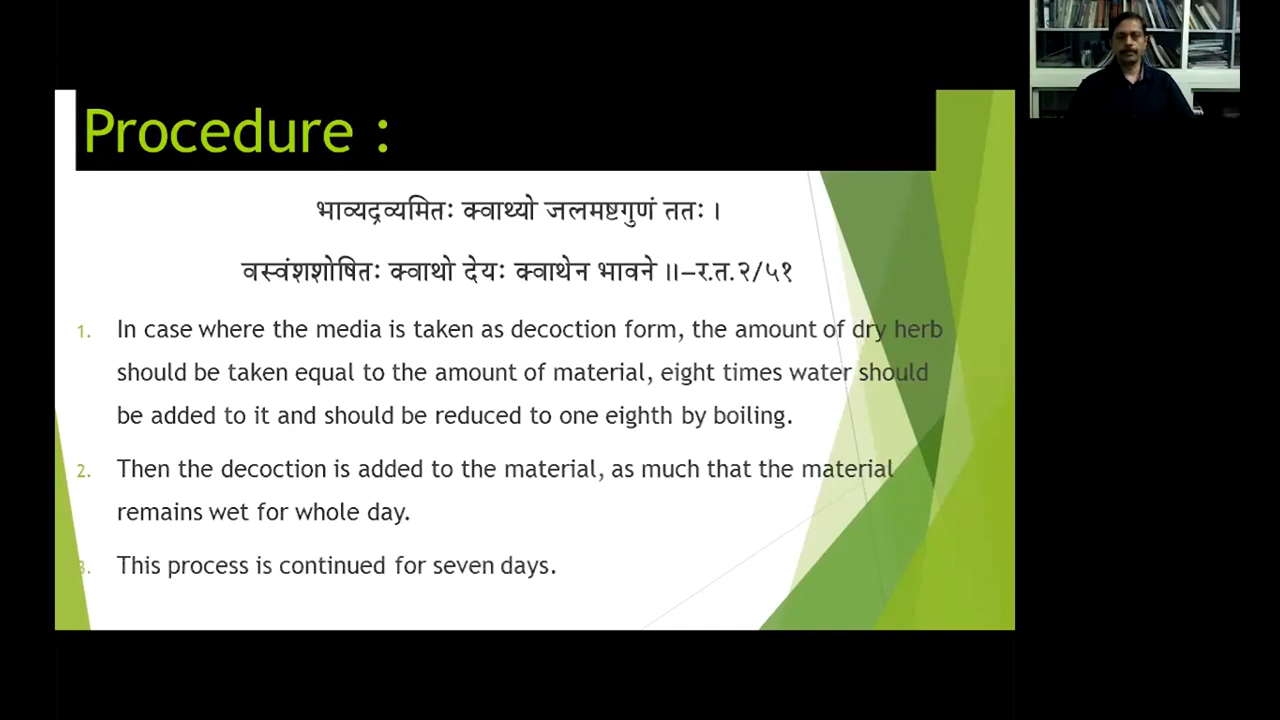 Procedure :
भाव्यद्रव्यमितः क्वाथ्यो जलमष्टगुणं ततः ।
वस्वंशशोषितः क्वाथो देयः क्वाथेन भावने ॥–र.त.२/५१
1. In case where the media is taken as decoction form, the amount of dry herb
should be taken equal to the amount of material, eight times water should
be added to it and should be reduced to one eighth by boiling.
2. Then the decoction is added to the material, as much that the material
remains wet for whole day.
3. This process is continued for seven days.